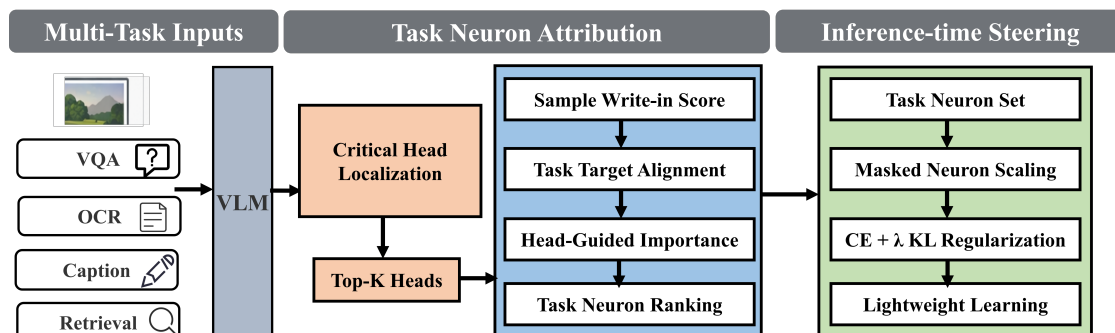 Multi-Task Inputs
Task Neuron Attribution
Inference-time Steering
VQA
?
OCR
Caption
Retrieval
VLM
Critical Head
Localization
Top-K Heads
Sample Write-in Score
Task Target Alignment
Head-Guided Importance
Task Neuron Ranking
Task Neuron Set
Masked Neuron Scaling
CE + λ KL Regularization
Lightweight Learning